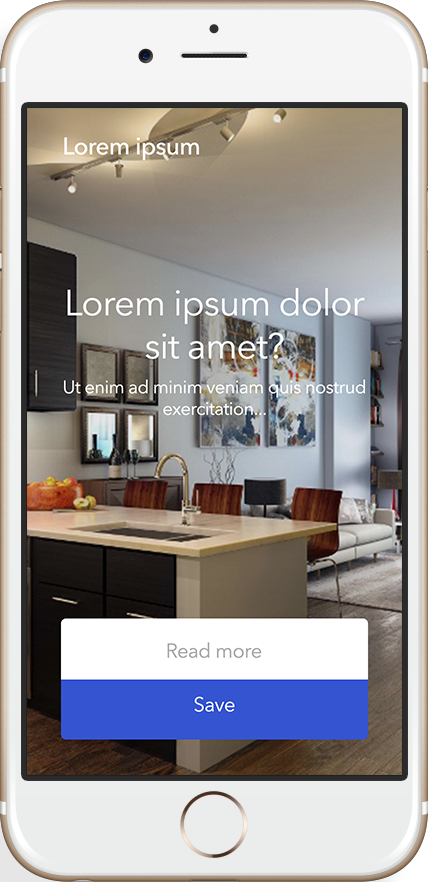 Lorem ipsum
Lorem ipsum dolor
sit amet?
Ut enim ad minim veniam quis nostrud
exercitation...
Read more
Save